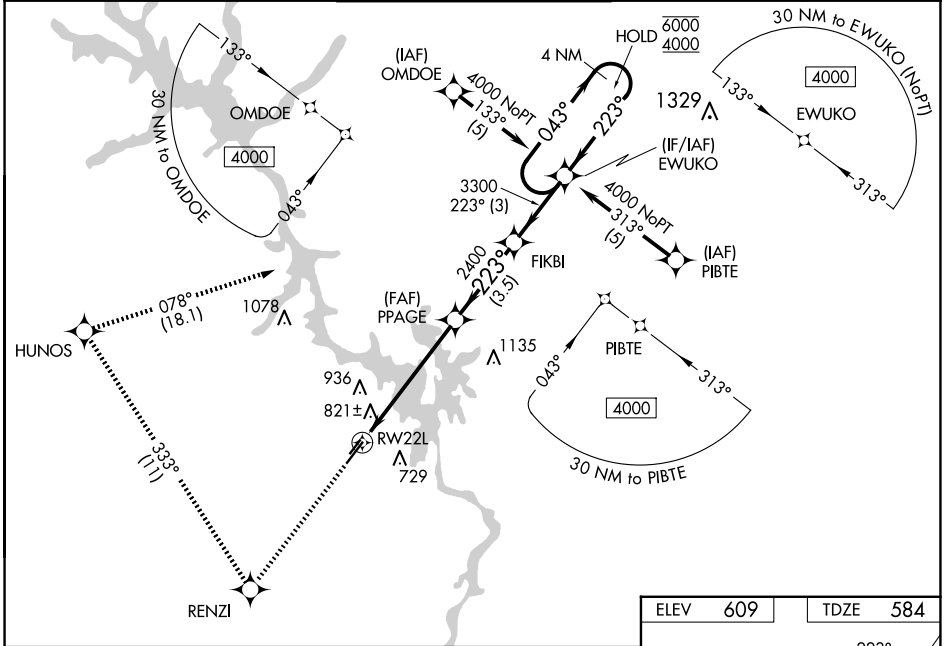 133°
OMDOE
30 NM to OMDOE
4000
043°
(IAF)
OMDOE
4000 NoPT
133°
(5)
4 NM
HOLD
6000
4000
043°
223°
1329
(IF/IAF)
EWUKO
30 NM to EWUKO (NoPT)
4000
133°
EWUKO
313°
3300
223° (3)
4000 NoPT
313°
(5)
(IAF)
PIBTE
FIKBI
2400
223°
(3.5)
(FAF)
PPAGE
078°
(18.1)
1078
HUNOS
1135
PIBTE
043°
313°
4000
30 NM to PIBTE
936
821±
RW22L
729
333°
(11)
RENZI
ELEV 609
TDZE 584